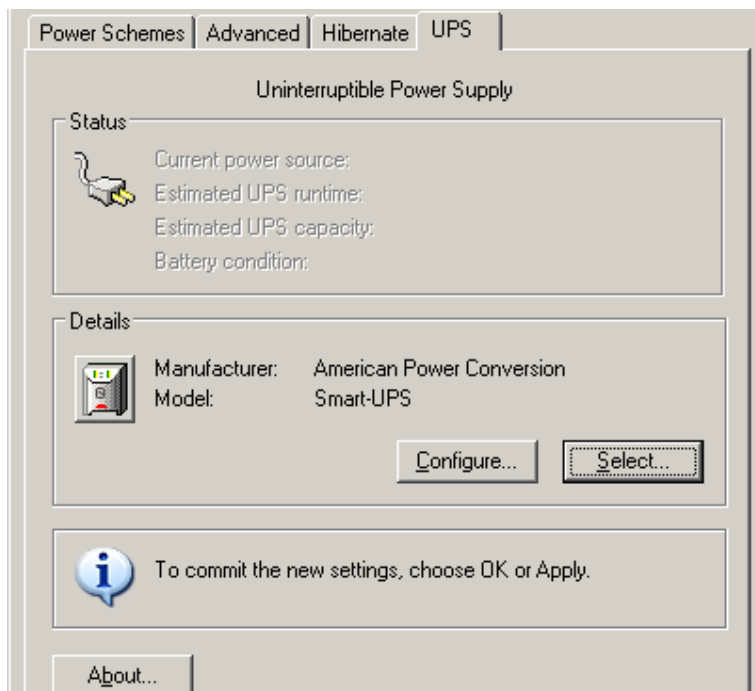 Power Schemes Advanced Hibernate UPS
Uninterruptible Power Supply
Status
Current power source:
Estimated UPS runtime:
Estimated UPS capacity:
Battery condition:
Details
Manufacturer: American Power Conversion
Model: Smart-UPS
Configure... Select...
To commit the new settings, choose OK or Apply.
About...